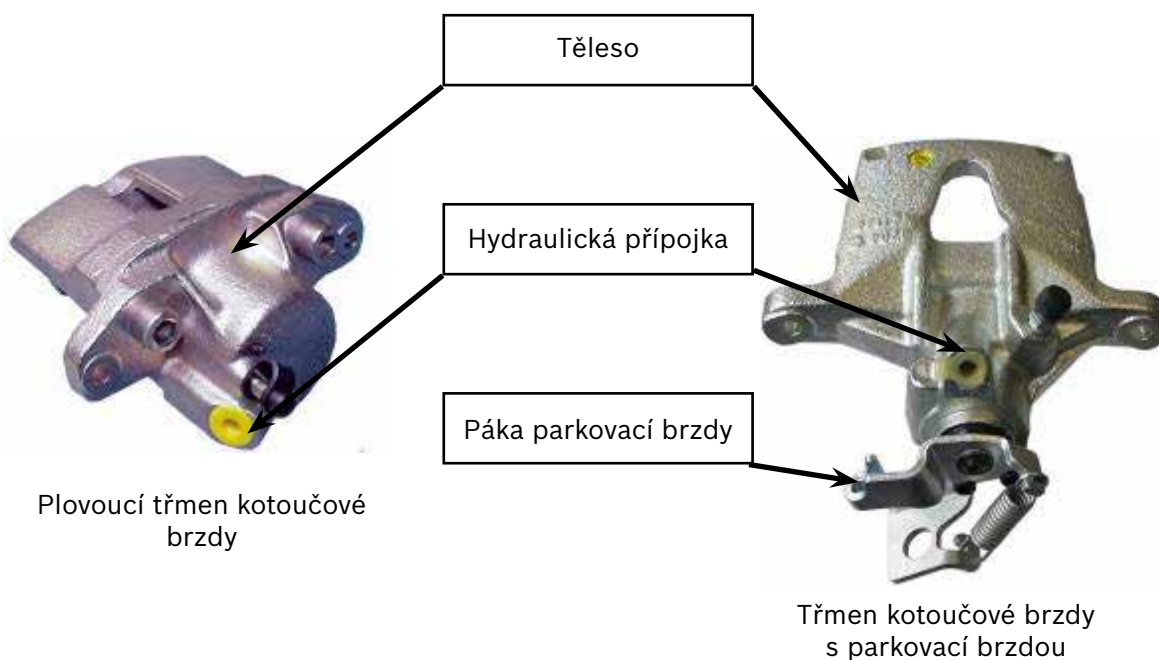 Těleso
Hydraulická přípojka
Páka parkovací brzdy
Plovoucí třmen kotoučové
brzdy
Třmen kotoučové brzdy
s parkovací brzdou